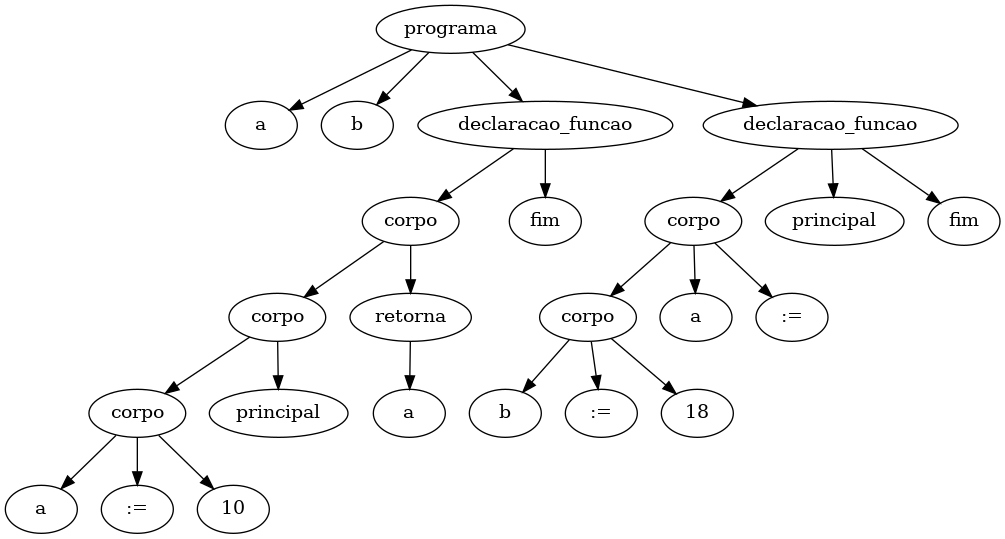 programa
a b declaracao_funcao declaracao_funcao
corpo fim corpo principal fim
corpo retorna corpo a :=
corpo principal a b := 18
a := 10